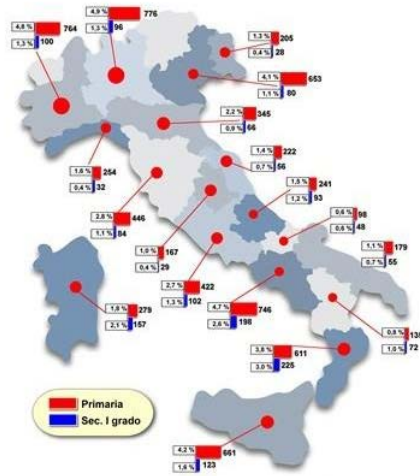 4,9 % 776
1,3 % 96
4,8 % 764
1,3 % 100
1,3 % 205
0,4 % 28
4,1 % 653
1,1 % 80
2,2 % 345
0,9 % 66
1,4 % 222
0,7 % 56
1,6 % 254
0,4 % 32
1,5 % 241
1,2 % 93
2,8 % 446
1,1 % 84
0,6 % 98
0,6 % 48
1,0 % 167
0,4 % 29
1,1 % 179
0,7 % 55
2,7 % 422
1,3 % 102
4,7 % 746
2,6 % 198
1,8 % 279
2,1 % 157
0,8 % 135
1,0 % 72
3,8 % 611
3,0 % 225
Primaria
Sec. I grado
4,2 % 661
1,6 % 123